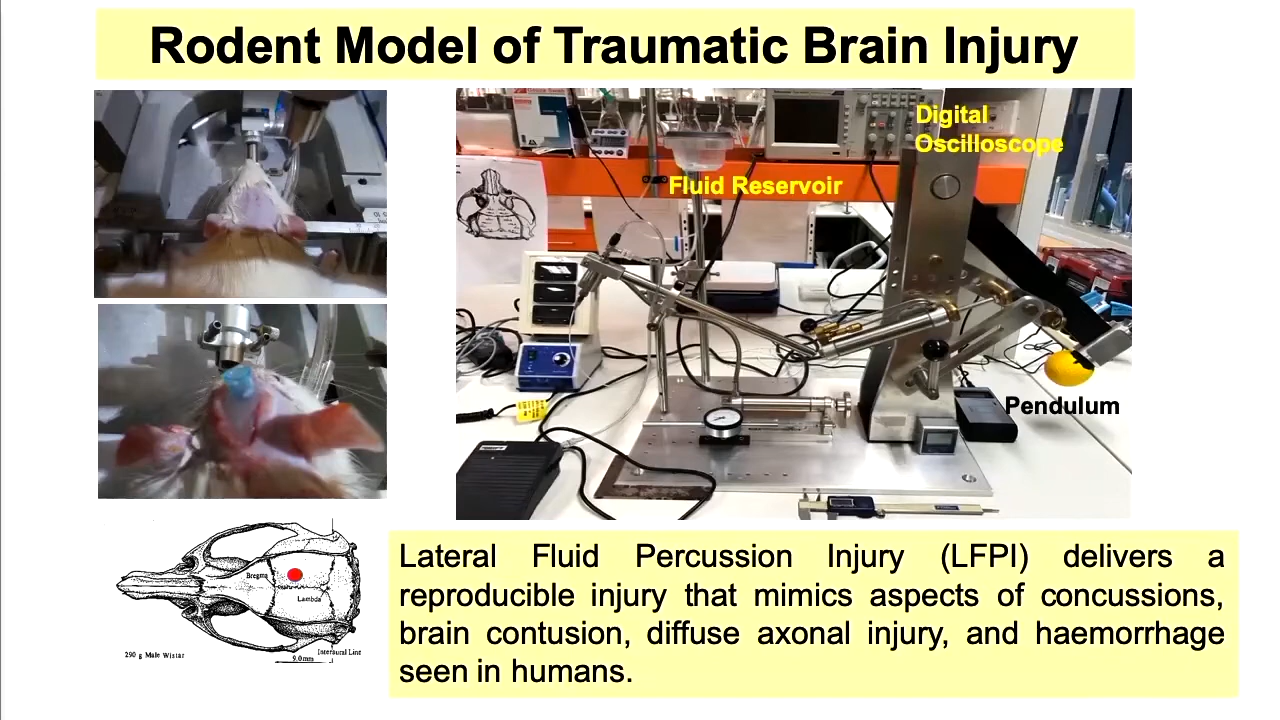 Rodent Model of Traumatic Brain Injury
Digital
Oscilloscope
Fluid Reservoir
Pendulum
Bregma
Lambda
Interaural Line
290 g Male Wistar
9.0mm
Lateral Fluid Percussion Injury (LFPI) delivers a
reproducible injury that mimics aspects of concussions,
brain contusion, diffuse axonal injury, and haemorrhage
seen in humans.